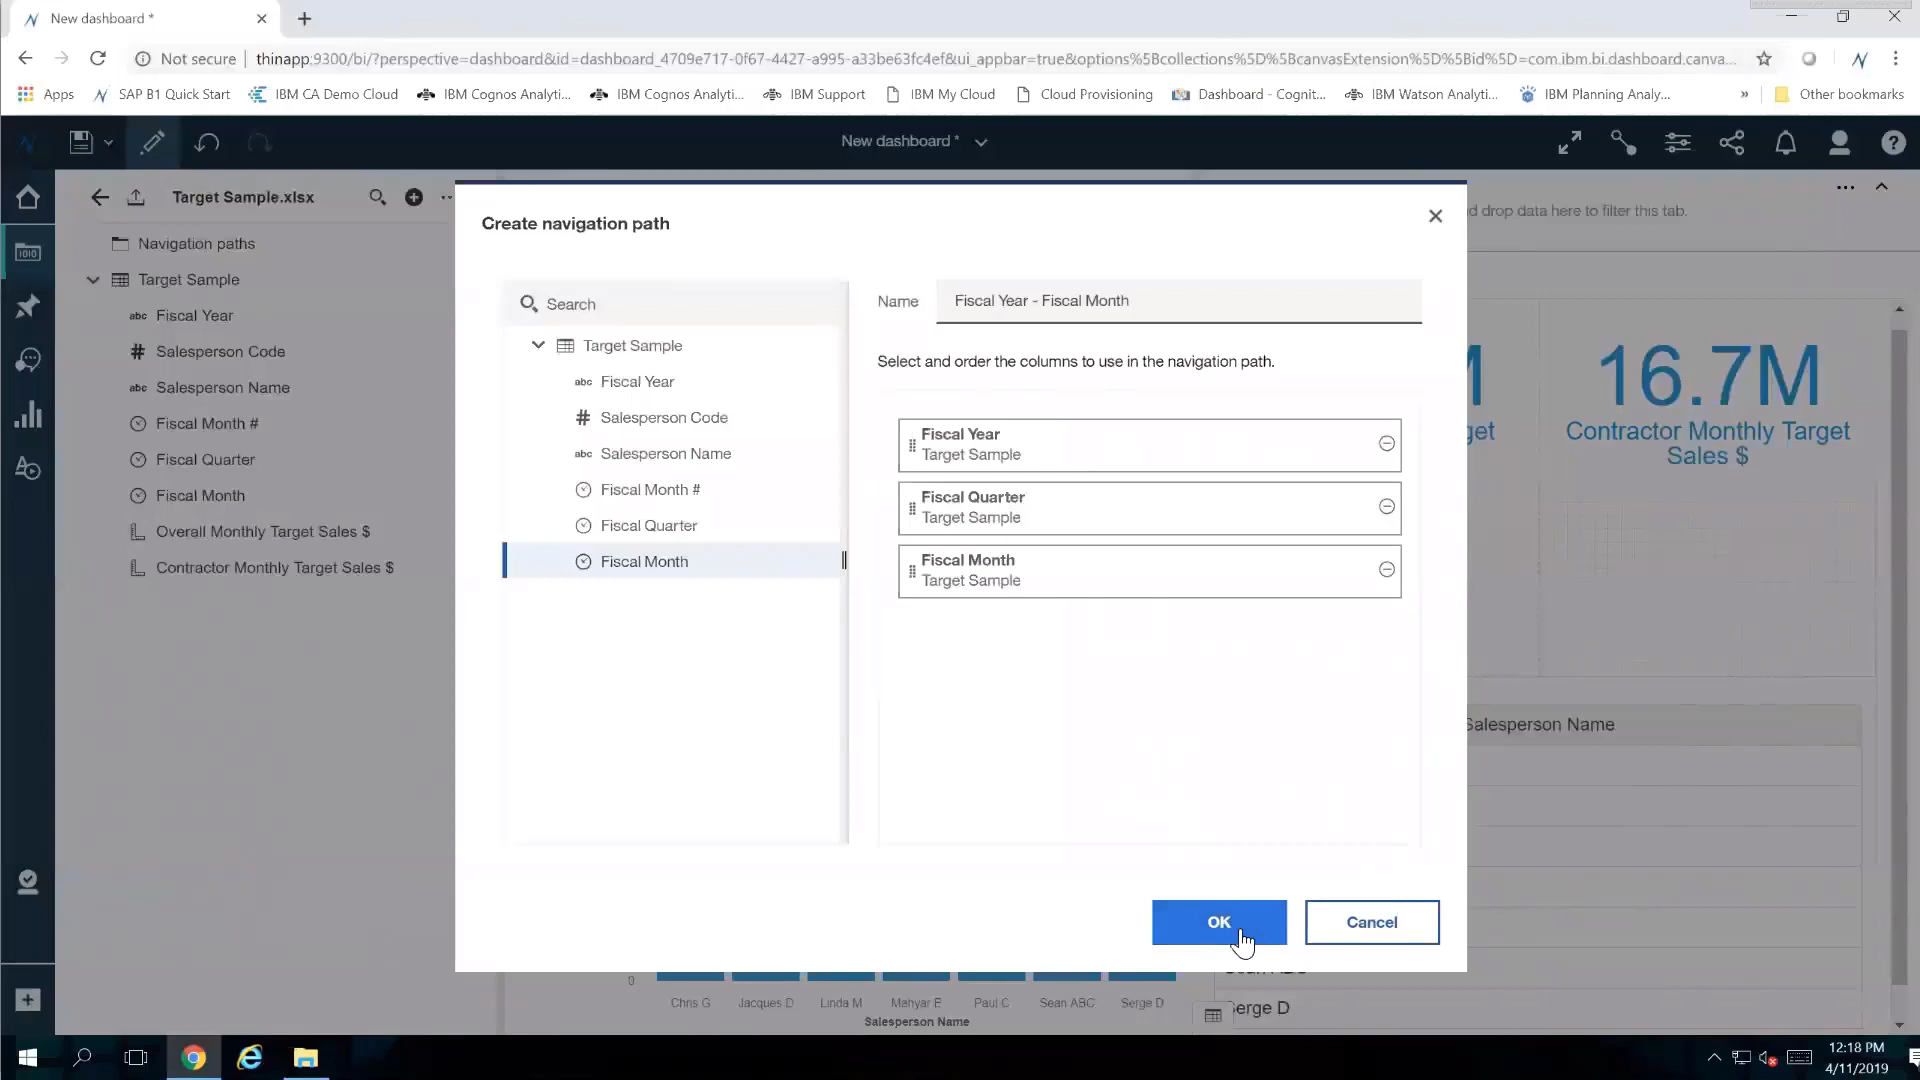 New dashboard *
Not secure
thinapp:9300/bi/?perspective=dashboard&id=dashboard_4709e717-0f67-4427-a995-a33be63fc4ef&ui_appbar=true&options%5Bcollections%5D%5BcanvasExtension%5D%5Bid%5D=com.ibm.bi.dashboard.canva...
Apps
SAP B1 Quick Start
IBM CA Demo Cloud
IBM Cognos Analyti...
IBM Cognos Analyti...
IBM Support
IBM My Cloud
Cloud Provisioning
Dashboard - Cognit...
IBM Watson Analyti...
IBM Planning Analy...
»
Other bookmarks
New dashboard *
Target Sample.xlsx
Navigation paths
Target Sample
abc Fiscal Year
# Salesperson Code
abc Salesperson Name
Fiscal Month #
Fiscal Quarter
Fiscal Month
Overall Monthly Target Sales $
Contractor Monthly Target Sales $
Create navigation path
Search
Target Sample
abc Fiscal Year
# Salesperson Code
abc Salesperson Name
Fiscal Month #
Fiscal Quarter
Fiscal Month
Name
Fiscal Year - Fiscal Month
Select and order the columns to use in the navigation path.
Fiscal Year
Target Sample
Fiscal Quarter
Target Sample
Fiscal Month
Target Sample
OK
Cancel
d drop data here to filter this tab.
16.7M
Contractor Monthly Target
Sales $
Salesperson Name
erge D
0
Chris G
Jacques D
Linda M
Mahyar E
Paul C
Sean ABC
Serge D
Salesperson Name
12:18 PM
4/11/2019